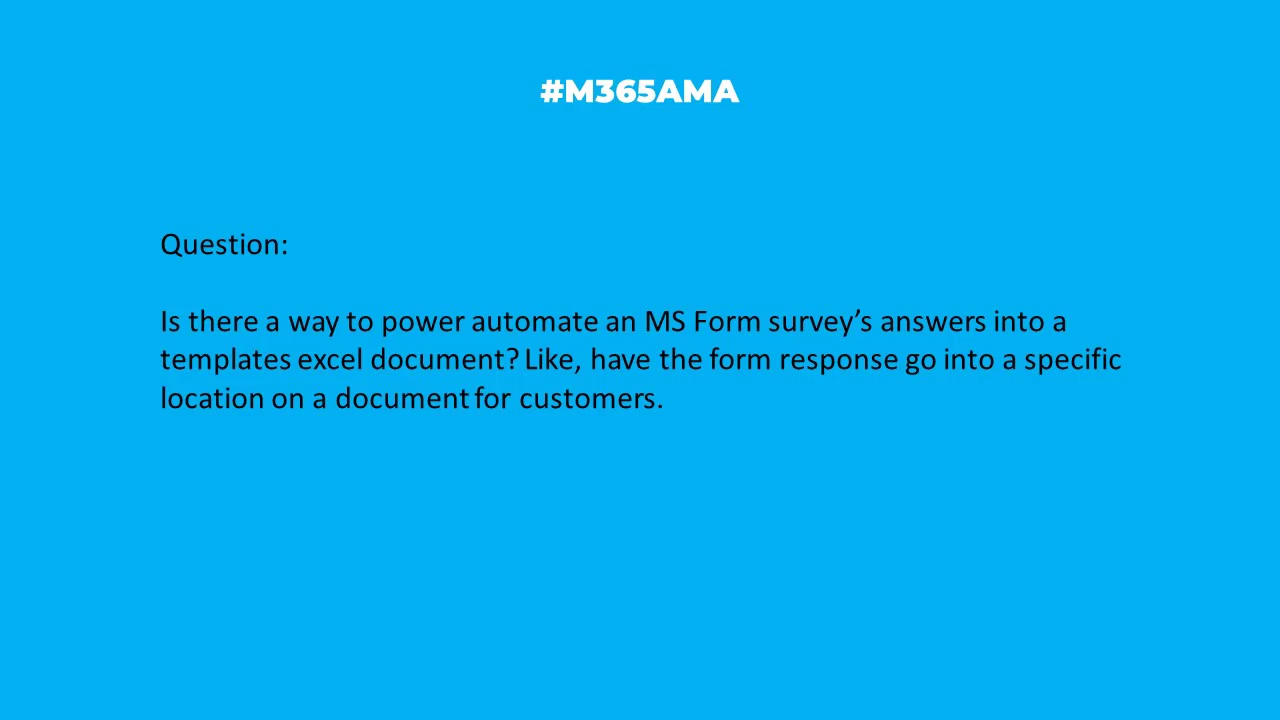 #M365AMA
Question:
Is there a way to power automate an MS Form survey’s answers into a
templates excel document? Like, have the form response go into a specific
location on a document for customers.